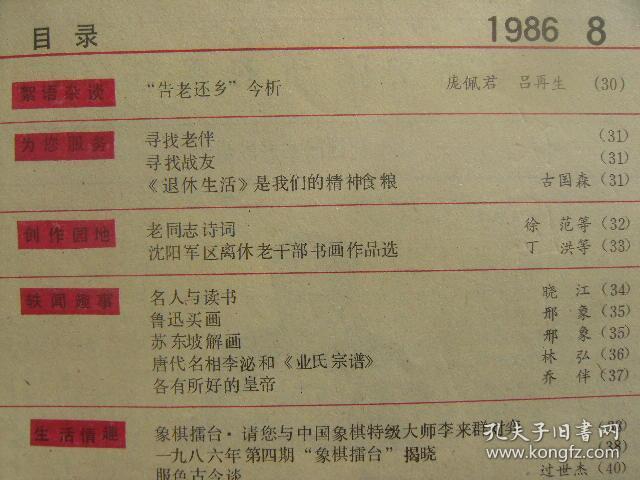 目录 1986 8
絮语杂谈 “告老还乡”今析 庞佩君 吕再生 (30)
为您服务 寻找老伴 (31)
寻找战友 (31)
《退休生活》是我们的精神食粮 古国森 (31)
创作园地 老同志诗词 徐 范等 (32)
沈阳军区离休老干部书画作品选 丁 洪等 (33)
轶闻趣事 名人与读书 晓 江 (34)
鲁迅买画 邢 象 (35)
苏东坡解画 邢 象 (35)
唐代名相李泌和《业氏宗谱》 林 弘 (36)
各有所好的皇帝 乔 伴 (37)
生活情趣 象棋擂台·请您与中国象棋特级大师李来群对弈
一九八六年第四期“象棋擂台”揭晓 (38)
服色古今谈 过世杰 (40)
孔夫子旧书网
www.kongfz.com